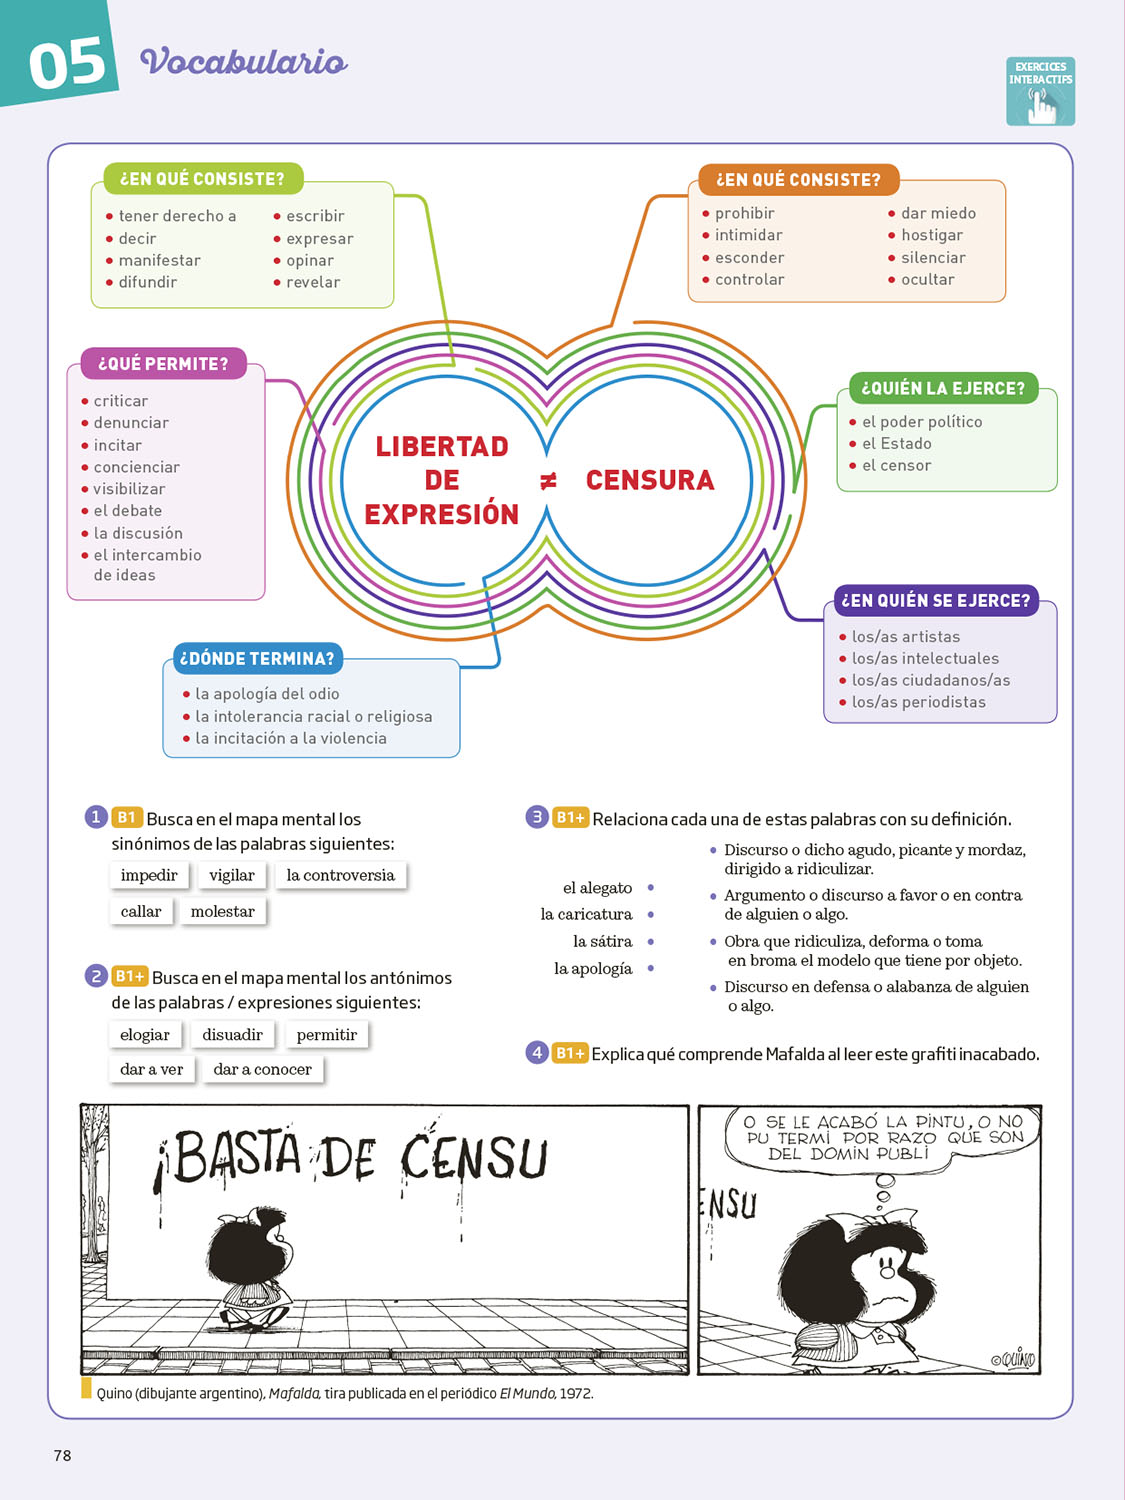 05
Vocabulario
EXERCICES
INTERACTIFS
¿EN QUÉ CONSISTE?
• tener derecho a
• decir
• manifestar
• difundir
• escribir
• expresar
• opinar
• revelar
¿EN QUÉ CONSISTE?
• prohibir
• intimidar
• esconder
• controlar
• dar miedo
• hostigar
• silenciar
• ocultar
¿QUÉ PERMITE?
• criticar
• denunciar
• incitar
• concienciar
• visibilizar
• el debate
• la discusión
• el intercambio
de ideas
¿QUIÉN LA EJERCE?
• el poder político
• el Estado
• el censor
LIBERTAD
DE
EXPRESIÓN
≠
CENSURA
¿EN QUIÉN SE EJERCE?
• los/as artistas
• los/as intelectuales
• los/as ciudadanos/as
• los/as periodistas
¿DÓNDE TERMINA?
• la apología del odio
• la intolerancia racial o religiosa
• la incitación a la violencia
1 B1 Busca en el mapa mental los
sinónimos de las palabras siguientes:
impedir vigilar la controversia
callar molestar
2 B1+ Busca en el mapa mental los antónimos
de las palabras / expresiones siguientes:
elogiar disuadir permitir
dar a ver dar a conocer
3 B1+ Relaciona cada una de estas palabras con su definición.
el alegato •
la caricatura •
la sátira •
la apología •
• Discurso o dicho agudo, picante y mordaz,
dirigido a ridiculizar.
• Argumento o discurso a favor o en contra
de alguien o algo.
• Obra que ridiculiza, deforma o toma
en broma el modelo que tiene por objeto.
• Discurso en defensa o alabanza de alguien
o algo.
4 B1+ Explica qué comprende Mafalda al leer este grafiti inacabado.
¡BASTA DE CENSU
O SE LE ACABÓ LA PINTU, O NO
PU TERMI POR RAZO QUE SON
DEL DOMIN PUBLI
ENSU
©QUINO
Quino (dibujante argentino), Mafalda, tira publicada en el periódico El Mundo, 1972.
78